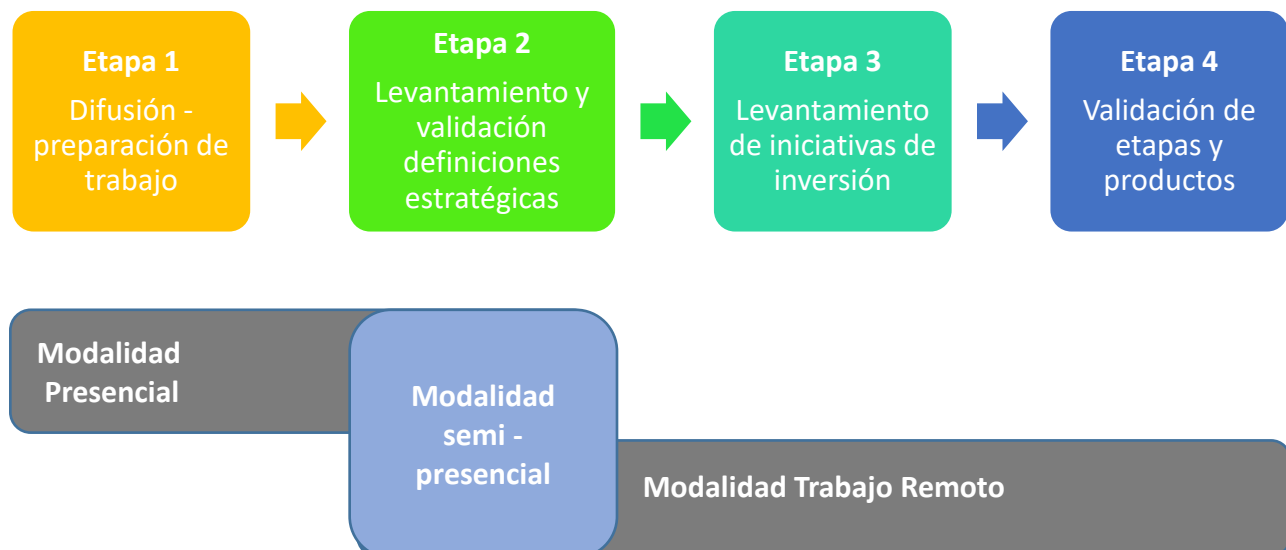 Etapa 1
Difusión -
preparación de
trabajo
Etapa 2
Levantamiento y
validación
definiciones
estratégicas
Etapa 3
Levantamiento
de iniciativas de
inversión
Etapa 4
Validación de
etapas y
productos
Modalidad
Presencial
Modalidad
semi -
presencial
Modalidad Trabajo Remoto